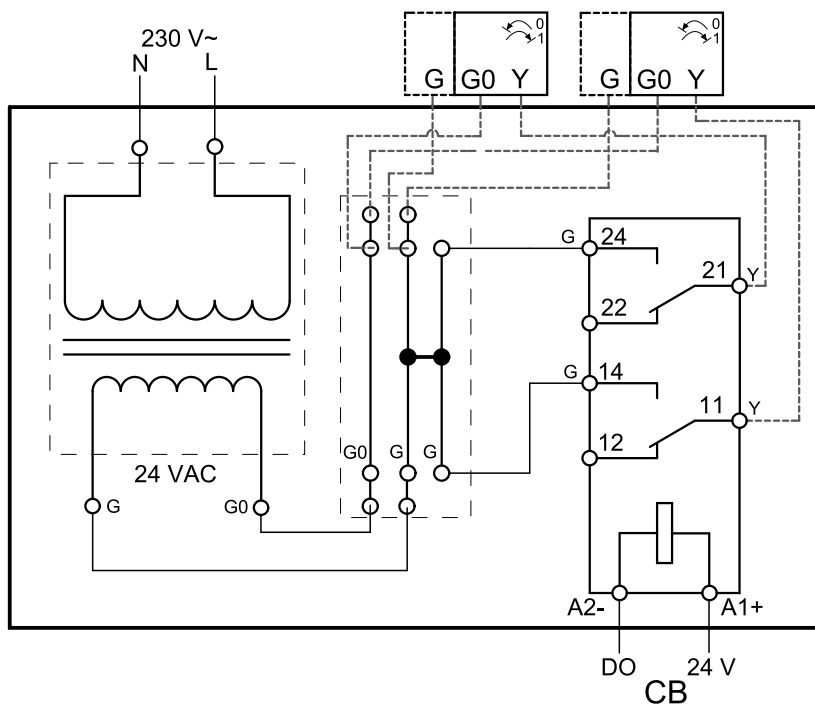 230 V~
N L
0
1
G G0 Y
0
1
G G0 Y
G 24
21 Y
22
G 14
11 Y
12
G0 G G
24 VAC
G G0
A2- A1+
DO 24 V
CB